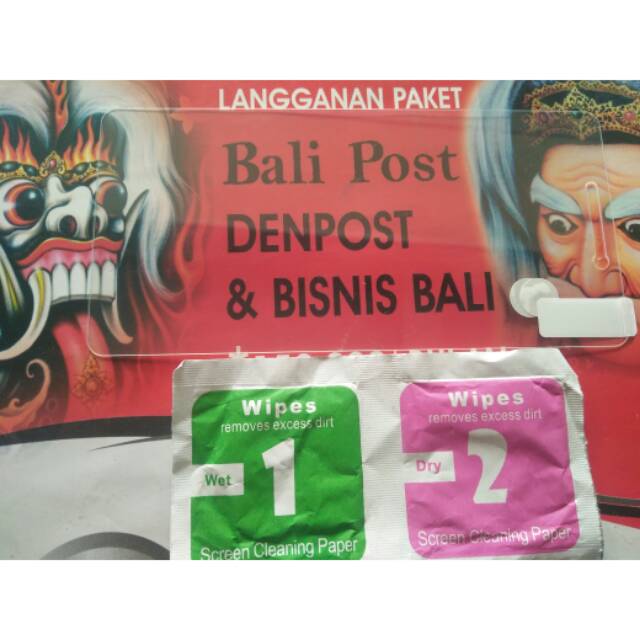 LANGGANAN PAKET
Bali Post
DENPOST
& BISNIS BALI
Wipes
removes excess dirt
Wet
1
Screen Cleaning Paper
Wipes
removes excess dirt
Dry
2
Screen Cleaning Paper